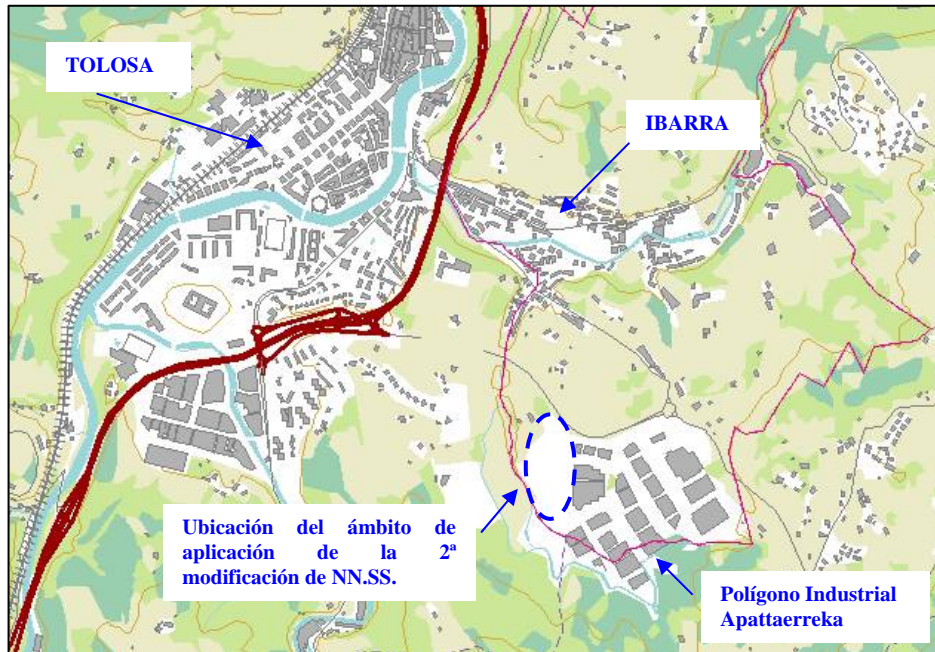 TOLOSA
IBARRA
Ubicación del ámbito de
aplicación de la 2ª
modificación de NN.SS.
Polígono Industrial
Apattaerreka